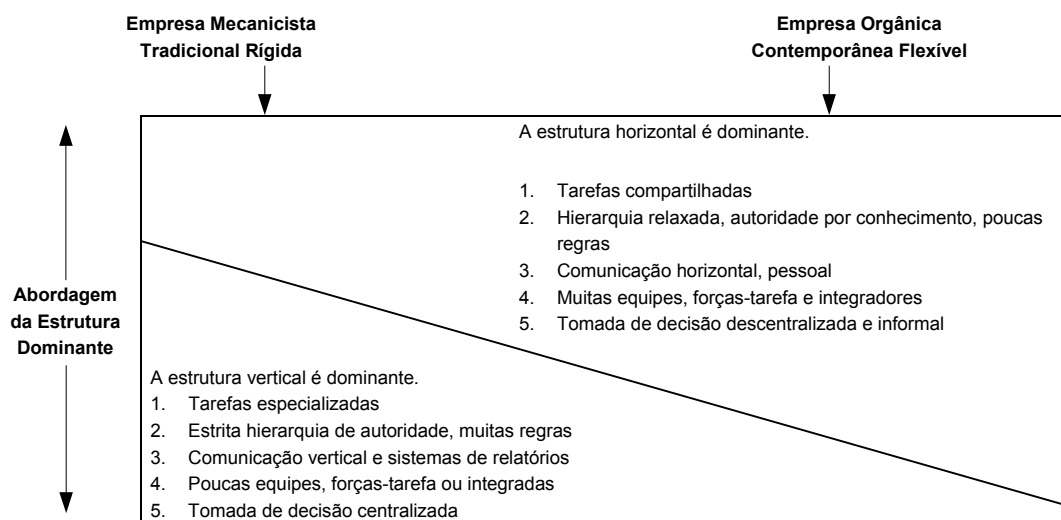 Empresa Mecanicista
Tradicional Rígida
Empresa Orgânica
Contemporânea Flexível
A estrutura horizontal é dominante.
1. Tarefas compartilhadas
2. Hierarquia relaxada, autoridade por conhecimento, poucas
regras
3. Comunicação horizontal, pessoal
4. Muitas equipes, forças-tarefa e integradores
5. Tomada de decisão descentralizada e informal
Abordagem
da Estrutura
Dominante
A estrutura vertical é dominante.
1. Tarefas especializadas
2. Estrita hierarquia de autoridade, muitas regras
3. Comunicação vertical e sistemas de relatórios
4. Poucas equipes, forças-tarefa ou integradas
5. Tomada de decisão centralizada